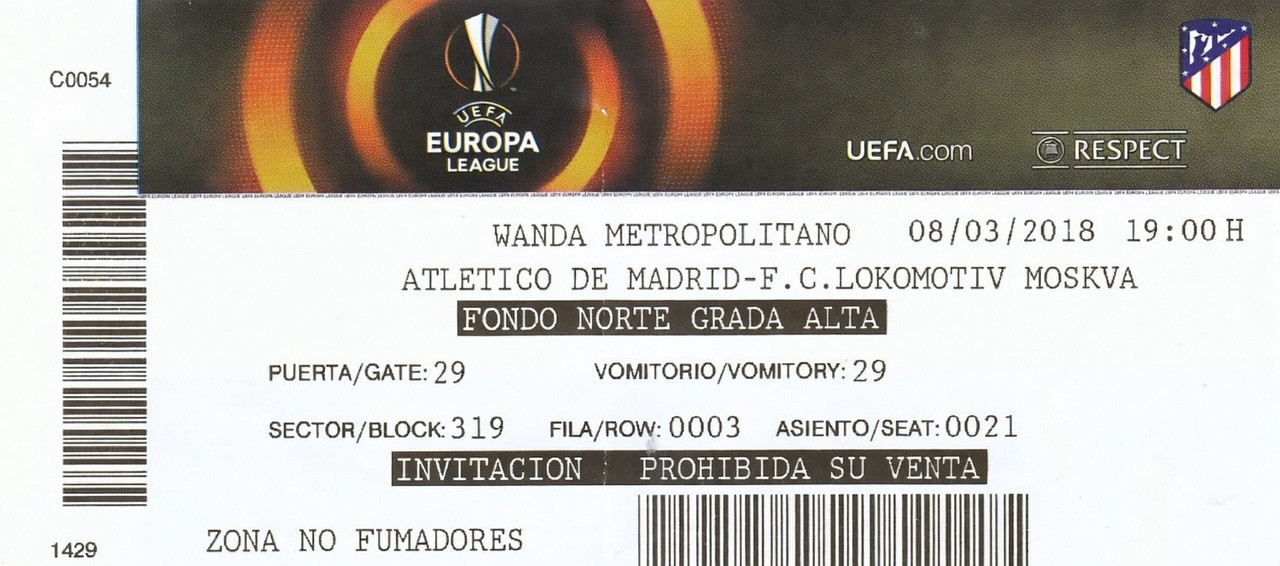 C0054
UEFA
EUROPA
LEAGUE
UEFA.com RESPECT
WANDA METROPOLITANO 08/03/2018 19:00 H
ATLETICO DE MADRID-F.C.LOKOMOTIV MOSKVA
FONDO NORTE GRADA ALTA
PUERTA/GATE: 29 VOMITORIO/VOMITORY: 29
SECTOR/BLOCK: 319 FILA/ROW: 0003 ASIENTO/SEAT: 0021
INVITACION PROHIBIDA SU VENTA
ZONA NO FUMADORES
1429